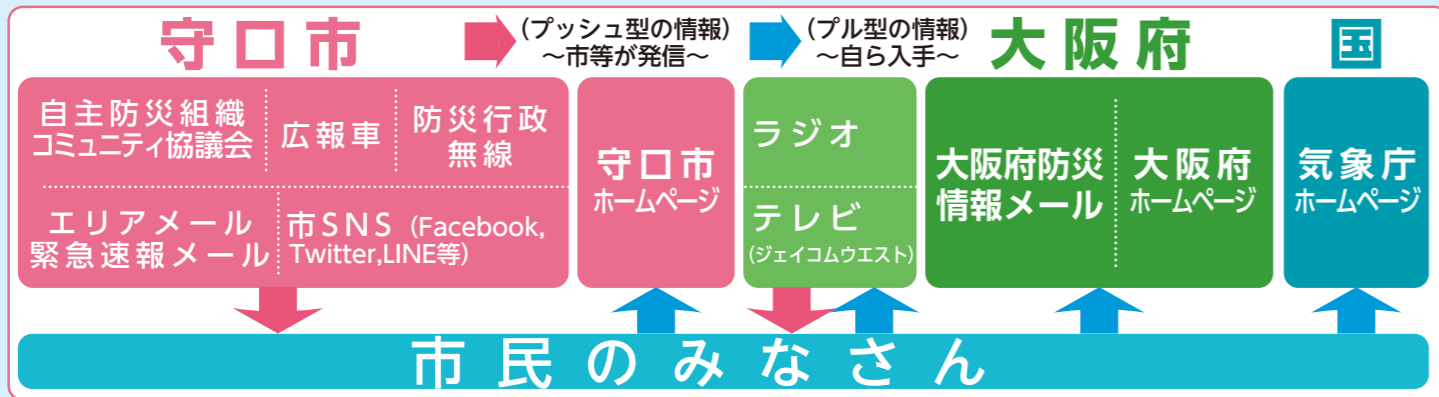 守口市
(プッシュ型の情報)
～市等が発信～
(プル型の情報)
～自ら入手～
大阪府
国
自主防災組織
コミュニティ協議会
広報車
防災行政
無線
エリアメール
緊急速報メール
市SNS(Facebook,
Twitter,LINE等)
守口市
ホームページ
ラジオ
テレビ
(ジェイコムウエスト)
大阪府防災
情報メール
大阪府
ホームページ
気象庁
ホームページ
市民のみなさん